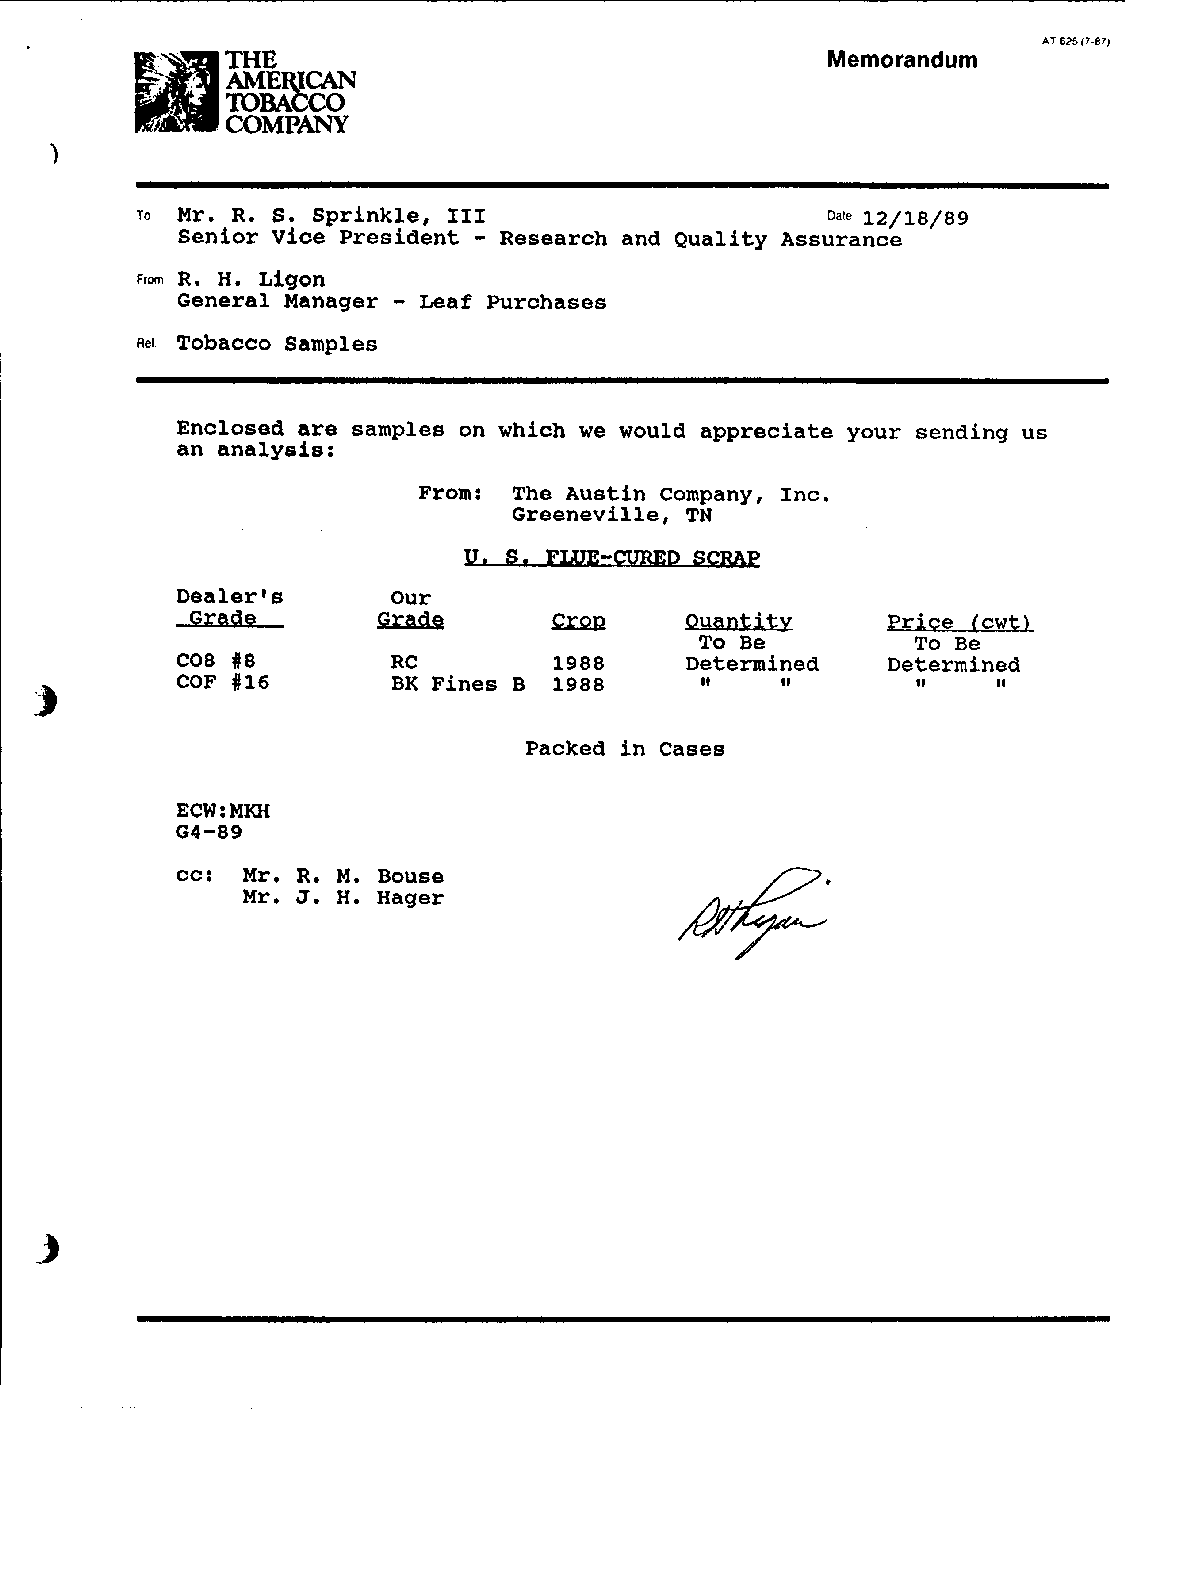 AT 626 (7-87)
THE
AMERICAN
TOBACCO
COMPANY
Memorandum
To Mr. R. S. Sprinkle, III Date 12/18/89
Senior Vice President - Research and Quality Assurance
From R. H. Ligon
General Manager - Leaf Purchases
Rel. Tobacco Samples
Enclosed are samples on which we would appreciate your sending us
an analysis:
From: The Austin Company, Inc.
Greeneville, TN
U. S. FLUE-CURED SCRAP
Dealer's Our
Grade Grade Crop Quantity Price (cwt)
To Be To Be
COB #8 RC 1988 Determined Determined
COF #16 BK Fines B 1988 " " " "
Packed in Cases
ECW:MKH
G4-89
cc: Mr. R. M. Bouse
Mr. J. H. Hager
RHLigon